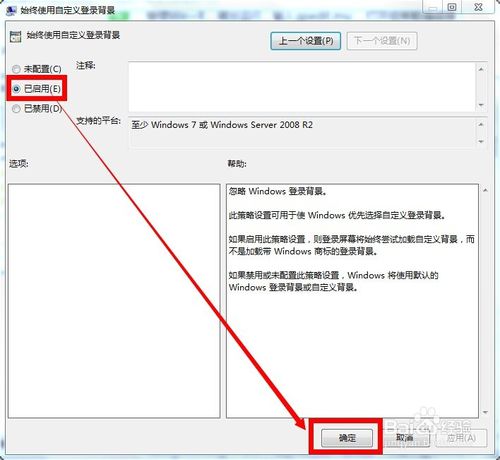 始终使用自定义登录背景
始终使用自定义登录背景
上一个设置(P)
下一个设置(N)
未配置(C)
注释:
已启用(E)
已禁用(D)
支持的平台:
至少 Windows 7 或 Windows Server 2008 R2
选项:
帮助:
忽略 Windows 登录背景。
此策略设置可用于使 Windows 优先选择自定义登录背景。
如果启用此策略设置，则登录屏幕将始终尝试加载自定义背景，而
不是加载带 Windows 商标的登录背景。
如果禁用或未配置此策略设置，Windows 将使用默认的
Windows 登录背景或自定义背景。
确定
取消
应用(A)
Baidu经验